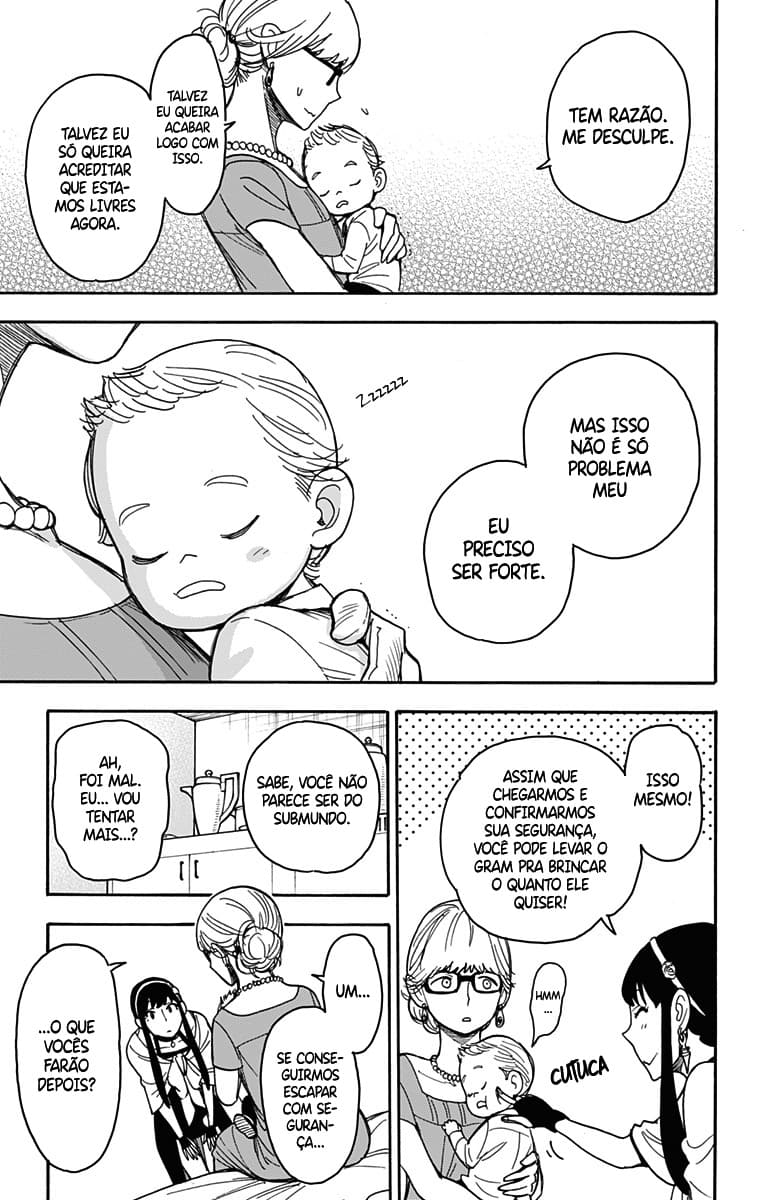 TEM RAZÃO.
ME DESCULPE.
TALVEZ
EU QUEIRA
ACABAR
LOGO COM
ISSO.
TALVEZ EU
SÓ QUEIRA
ACREDITAR
QUE ESTA-
MOS LIVRES
AGORA.
Zzzzzz
MAS ISSO
NÃO É SÓ
PROBLEMA
MEU
EU
PRECISO
SER FORTE.
ISSO
MESMO!
ASSIM QUE
CHEGARMOS E
CONFIRMARMOS
SUA SEGURANÇA,
VOCÊ PODE LEVAR O
GRAM PRA BRINCAR
O QUANTO ELE
QUISER!
HMM
...
CUTUCA
SABE, VOCÊ NÃO
PARECE SER DO
SUBMUNDO.
AH,
FOI MAL.
EU... VOU
TENTAR
MAIS...?
UM...
SE CONSE-
GUIRMOS
ESCAPAR
COM SE-
GURAN-
ÇA...
...O QUE
VOCÊS
FARÃO
DEPOIS?